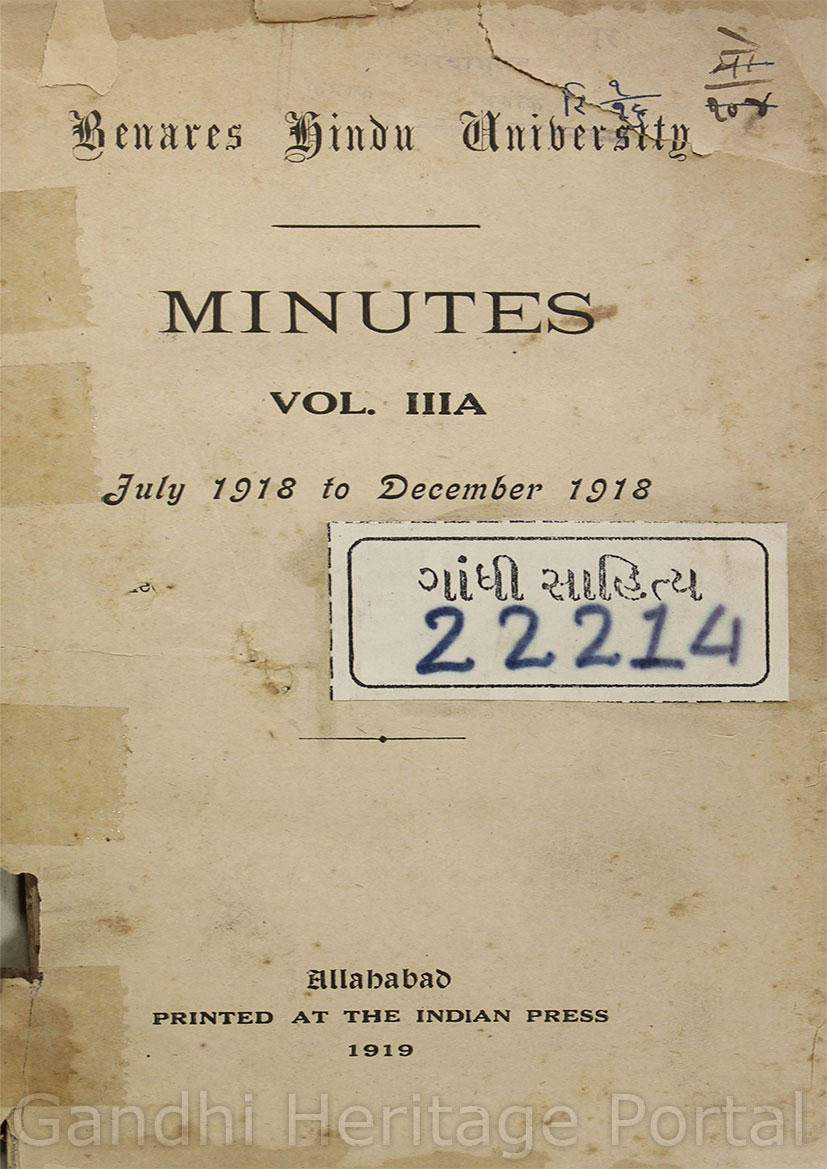 Benares Hindu University
MINUTES
VOL. IIIA
July 1918 to December 1918
ગાંધી સાહિત્ય
22214
Allahabad
PRINTED AT THE INDIAN PRESS
1919
Gandhi Heritage Portal